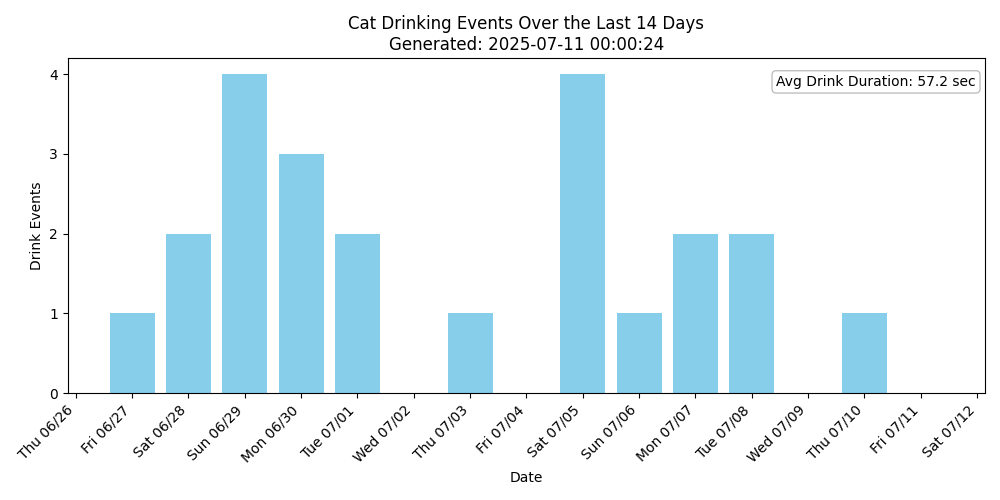 Cat Drinking Events Over the Last 14 Days
Generated: 2025-07-11 00:00:24
Avg Drink Duration: 57.2 sec
Drink Events
4
3
2
1
0
Thu 06/26
Fri 06/27
Sat 06/28
Sun 06/29
Mon 06/30
Tue 07/01
Wed 07/02
Thu 07/03
Fri 07/04
Sat 07/05
Sun 07/06
Mon 07/07
Tue 07/08
Wed 07/09
Thu 07/10
Fri 07/11
Sat 07/12
Date